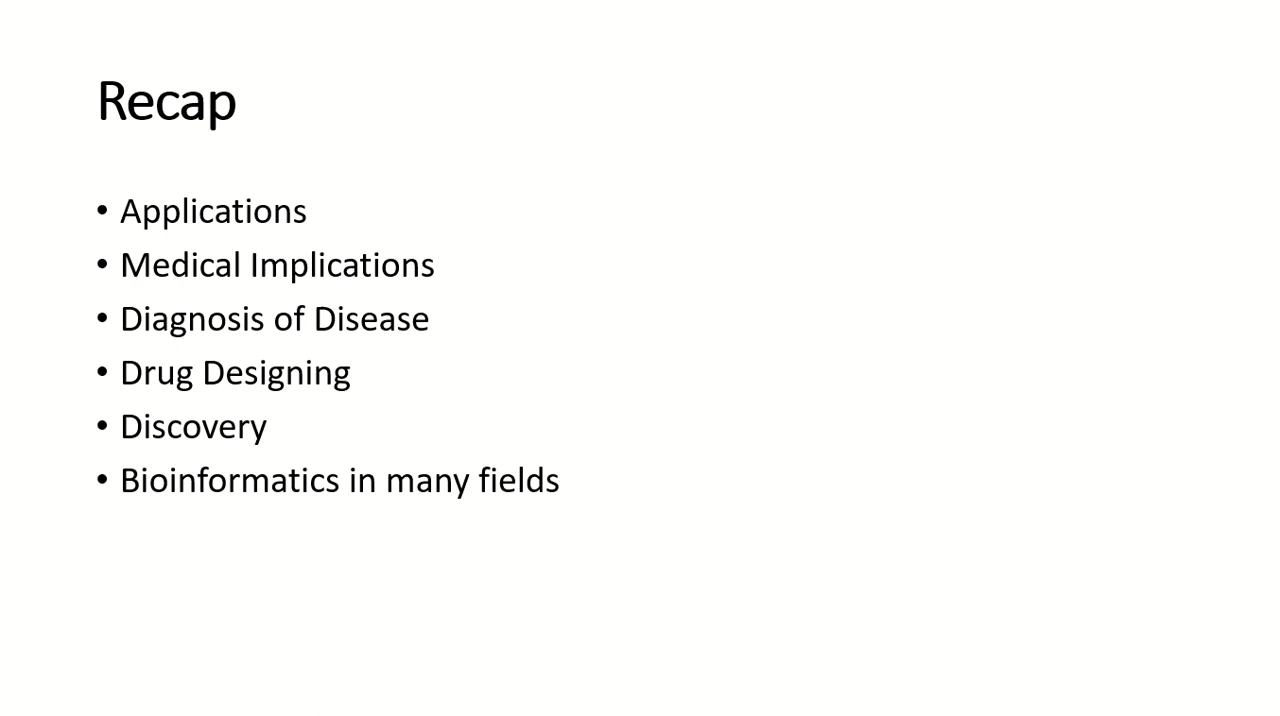 Recap
• Applications
• Medical Implications
• Diagnosis of Disease
• Drug Designing
• Discovery
• Bioinformatics in many fields